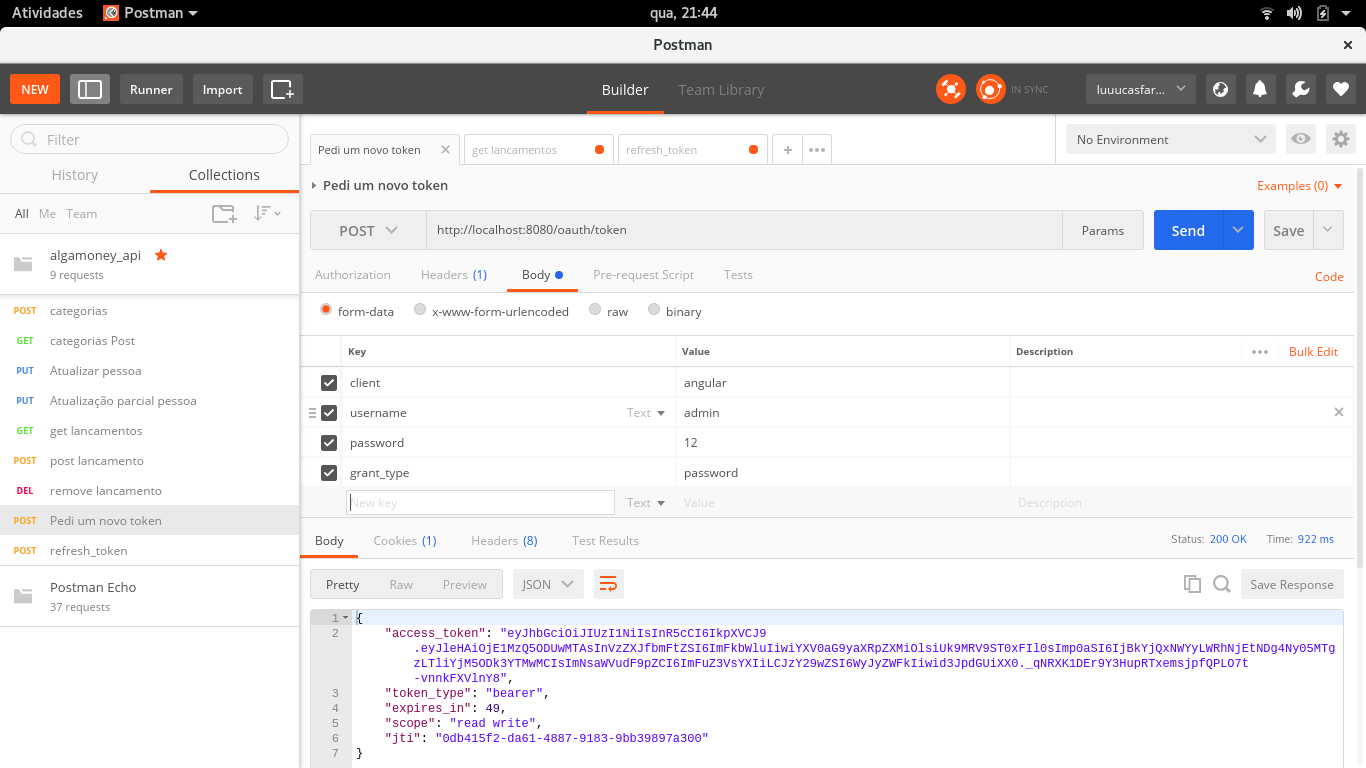 Atividades Postman qua, 21:44
Postman
NEW Runner Import Builder Team Library IN SYNC luuucasfar...
Filter
History Collections
All Me Team
algamoney_api
9 requests
POST categorias
GET categorias Post
PUT Atualizar pessoa
PUT Atualização parcial pessoa
GET get lancamentos
POST post lancamento
DEL remove lancamento
POST Pedi um novo token
POST refresh_token
Postman Echo
37 requests
Pedi um novo token get lancamentos refresh_token No Environment
Pedi um novo token Examples (0)
POST http://localhost:8080/oauth/token Params Send Save
Authorization Headers (1) Body Pre-request Script Tests Code
form-data x-www-form-urlencoded raw binary
Key Value Description Bulk Edit
client angular
username Text admin
password 12
grant_type password
New key Text Value Description
Body Cookies (1) Headers (8) Test Results Status: 200 OK Time: 922 ms
Pretty Raw Preview JSON Save Response
1 {
2 "access_token": "eyJhbGciOiJIUzI1NiIsInR5cCI6IkpXVCJ9
.eyJleHAiOjE1MzQ5ODUwMTAsInVzZXJfbmFtZSI6ImFkbWluIiwiYXV0aG9yaXRpZXMiOlsiUk9MRV9ST0xFIl0sImp0aSI6IjBkYjQxNWYyLWRhNjEtNDg4Ny05MTg
zLTliYjM5ODk3YTMwMCIsImNsaWVudF9pZCI6ImFuZ3VsYXIiLCJzY29wZSI6WyJyZWFkIiwid3JpdGUiXX0._qNRXK1DEr9Y3HupRTxemsjpfQPLO7t
-vnnkFXVlnY8",
3 "token_type": "bearer",
4 "expires_in": 49,
5 "scope": "read write",
6 "jti": "0db415f2-da61-4887-9183-9bb39897a300"
7 }